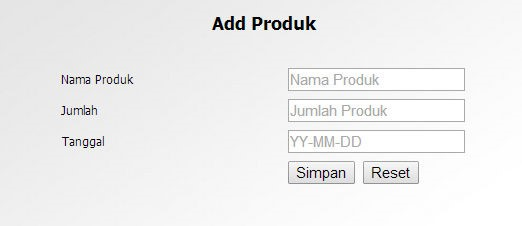 Add Produk
Nama Produk Nama Produk
Jumlah Jumlah Produk
Tanggal YY-MM-DD
Simpan Reset